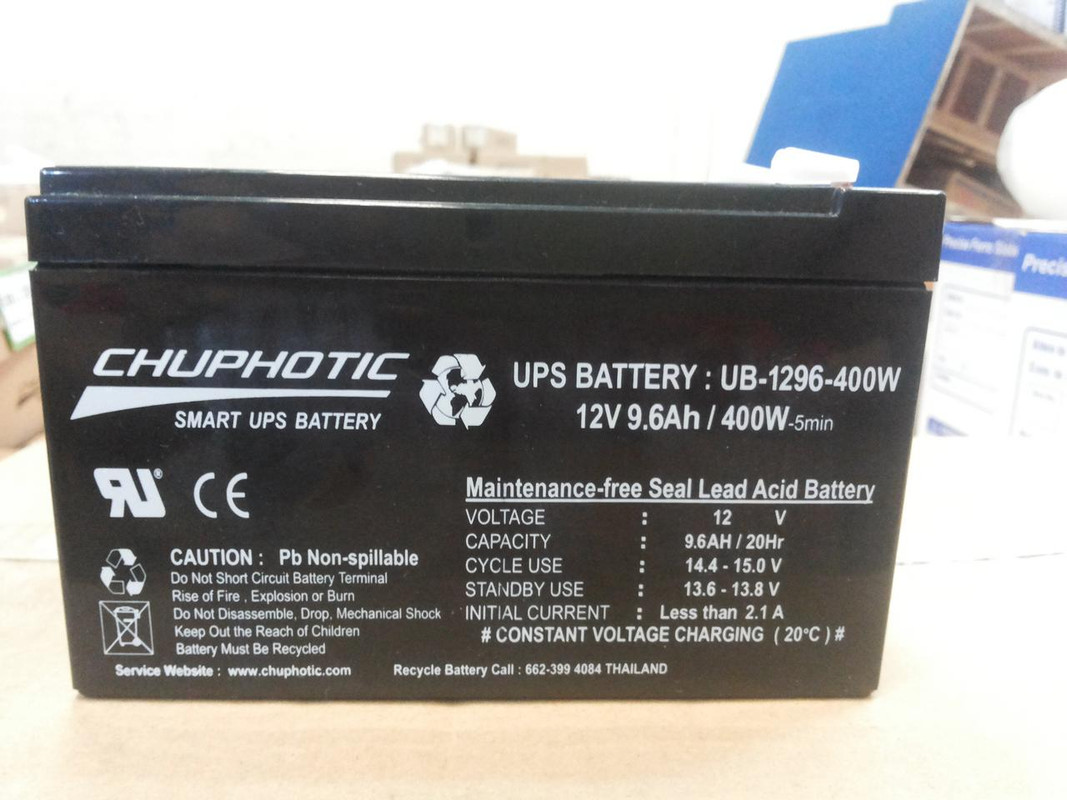 CHUPHOTIC
SMART UPS BATTERY
UPS BATTERY : UB-1296-400W
12V 9.6Ah / 400W-5min
RU® CE
Maintenance-free Seal Lead Acid Battery
VOLTAGE : 12 V
CAPACITY : 9.6AH / 20Hr
CYCLE USE : 14.4 - 15.0 V
STANDBY USE : 13.6 - 13.8 V
INITIAL CURRENT : Less than 2.1 A
# CONSTANT VOLTAGE CHARGING ( 20°C ) #
CAUTION : Pb Non-spillable
Do Not Short Circuit Battery Terminal
Rise of Fire , Explosion or Burn
Do Not Disassemble, Drop, Mechanical Shock
Keep Out the Reach of Children
Battery Must Be Recycled
Service Website : www.chuphotic.com
Recycle Battery Call : 662-399 4084 THAILAND